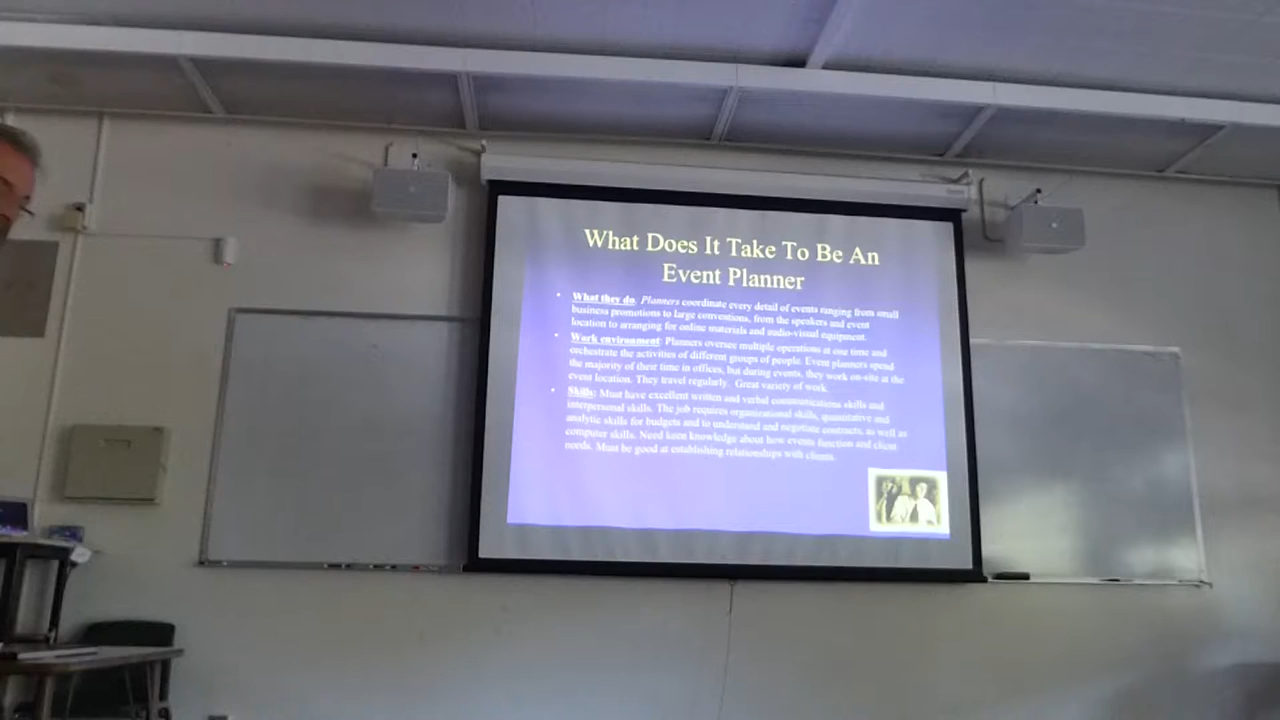 What Does It Take To Be An
Event Planner
• What they do. Planners coordinate every detail of events ranging from small
business promotions to large conventions, from the speakers and event
location to arranging for online materials and audio-visual equipment.
• Work environment: Planners oversee multiple operations at one time and
orchestrate the activities of different groups of people. Event planners spend
the majority of their time in offices, but during events, they work on-site at the
event location. They travel regularly. Great variety of work.
• Skills: Must have excellent written and verbal communications skills and
interpersonal skills. The job requires organizational skills, quantitative and
analytic skills for budgets and to understand and negotiate contracts, as well as
computer skills. Need keen knowledge about how events function and client
needs. Must be good at establishing relationships with clients.